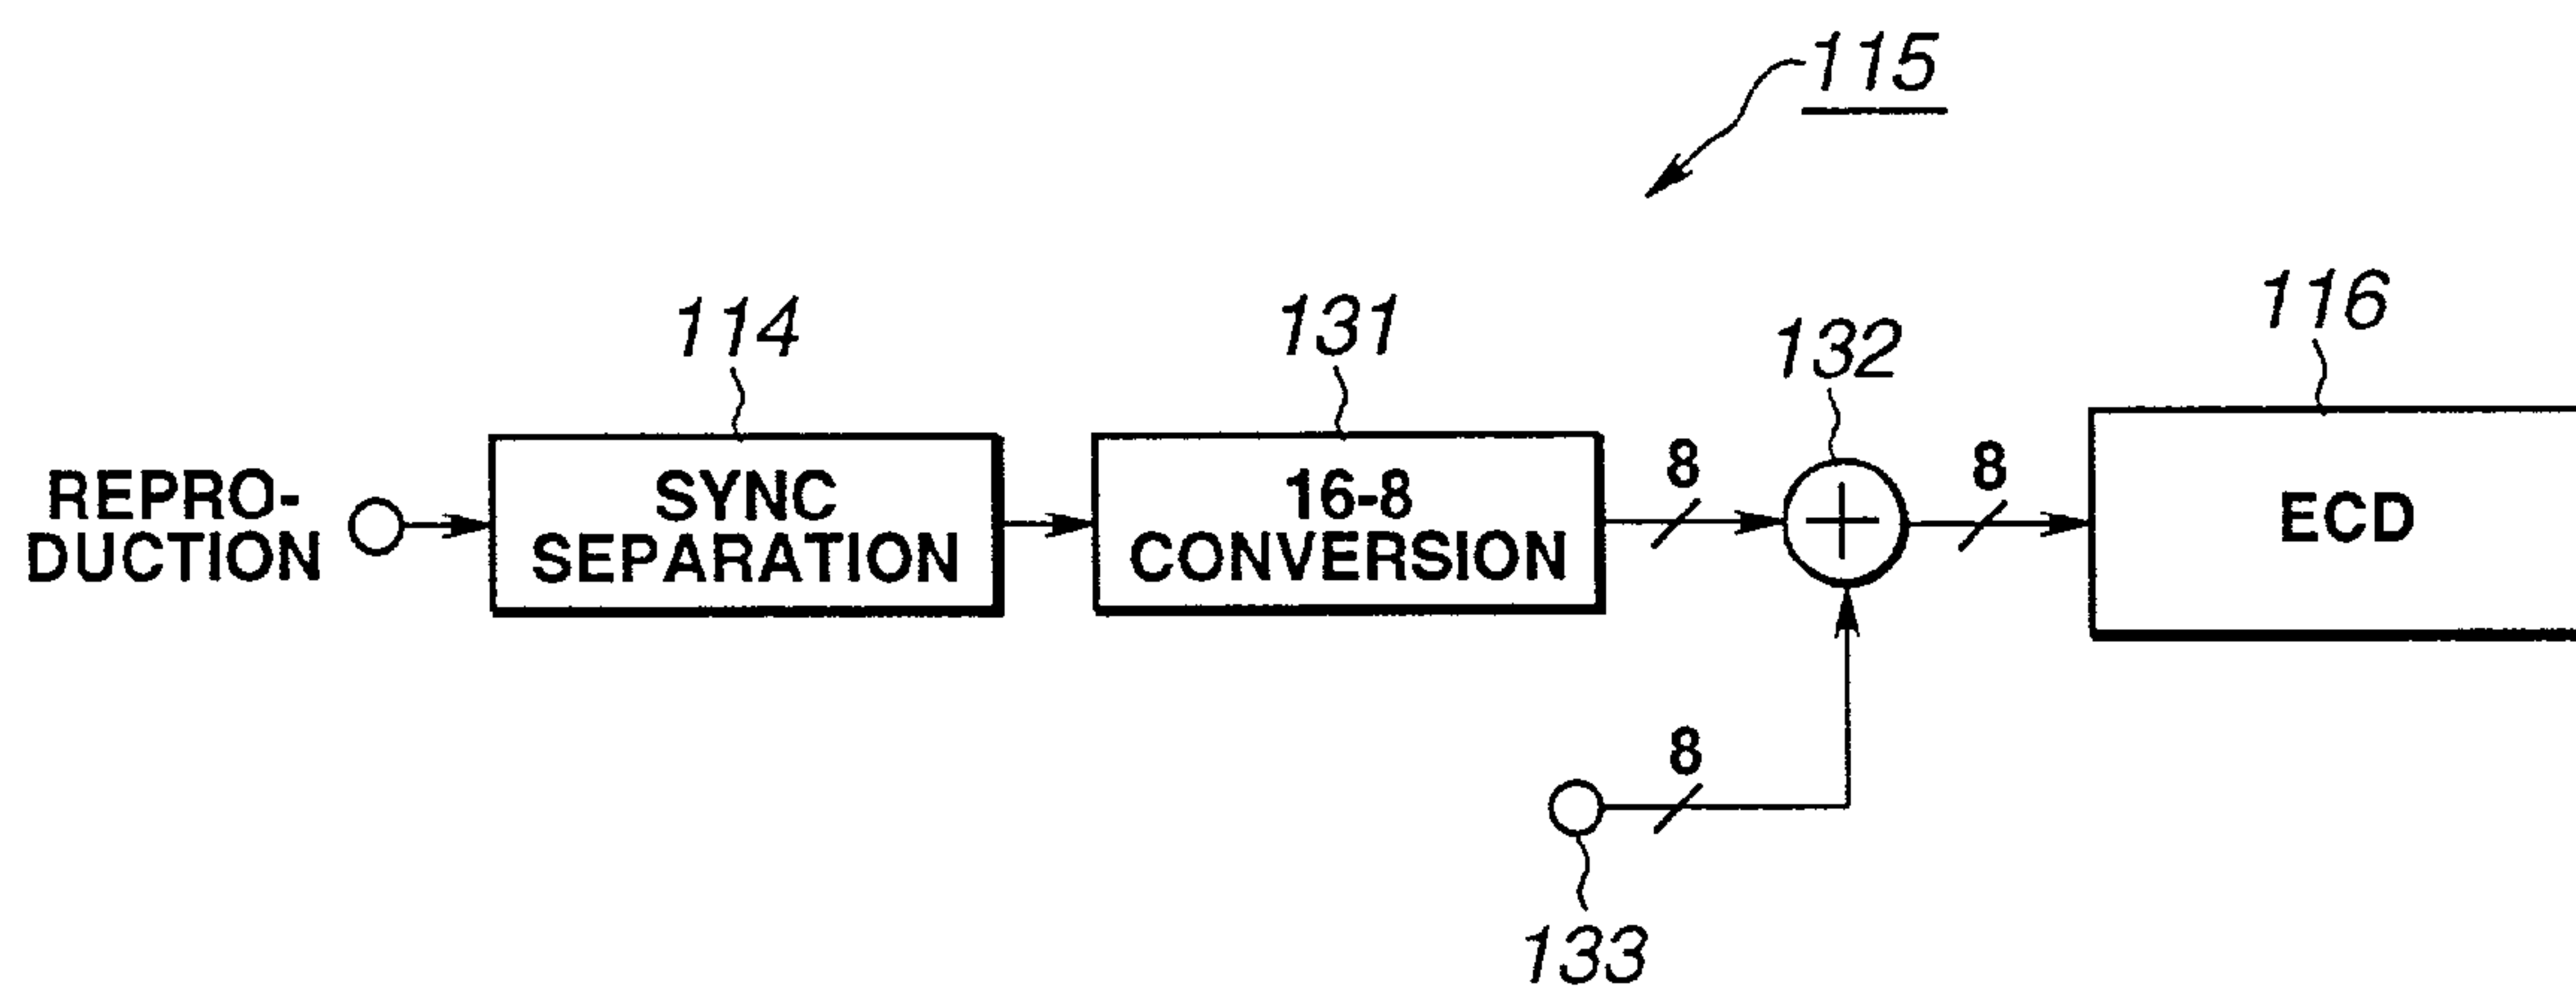 115
114
131
132
116
REPRO-
DUCTION
SYNC
SEPARATION
16-8
CONVERSION
8
8
ECD
8
133